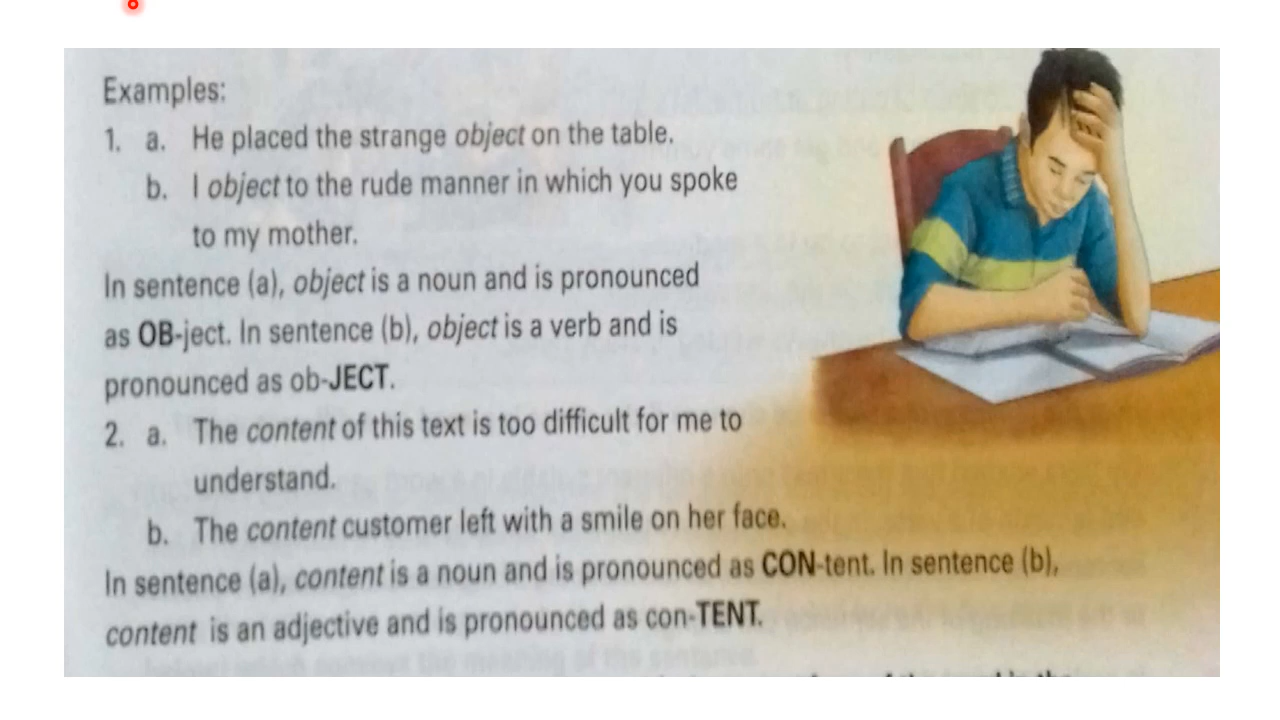 Examples:
1. a. He placed the strange object on the table.
b. I object to the rude manner in which you spoke
to my mother.
In sentence (a), object is a noun and is pronounced
as OB-ject. In sentence (b), object is a verb and is
pronounced as ob-JECT.
2. a. The content of this text is too difficult for me to
understand.
b. The content customer left with a smile on her face.
In sentence (a), content is a noun and is pronounced as CON-tent. In sentence (b),
content is an adjective and is pronounced as con-TENT.